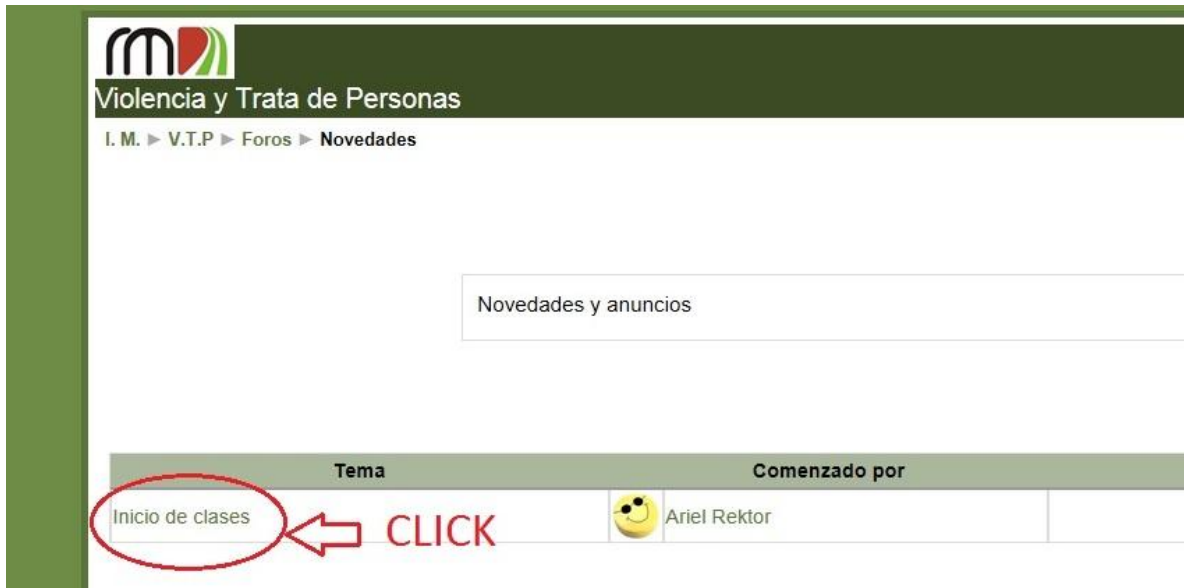 Violencia y Trata de Personas
I. M. ► V.T.P ► Foros ► Novedades
Novedades y anuncios
Tema Comenzado por
Inicio de clases CLICK Ariel Rektor